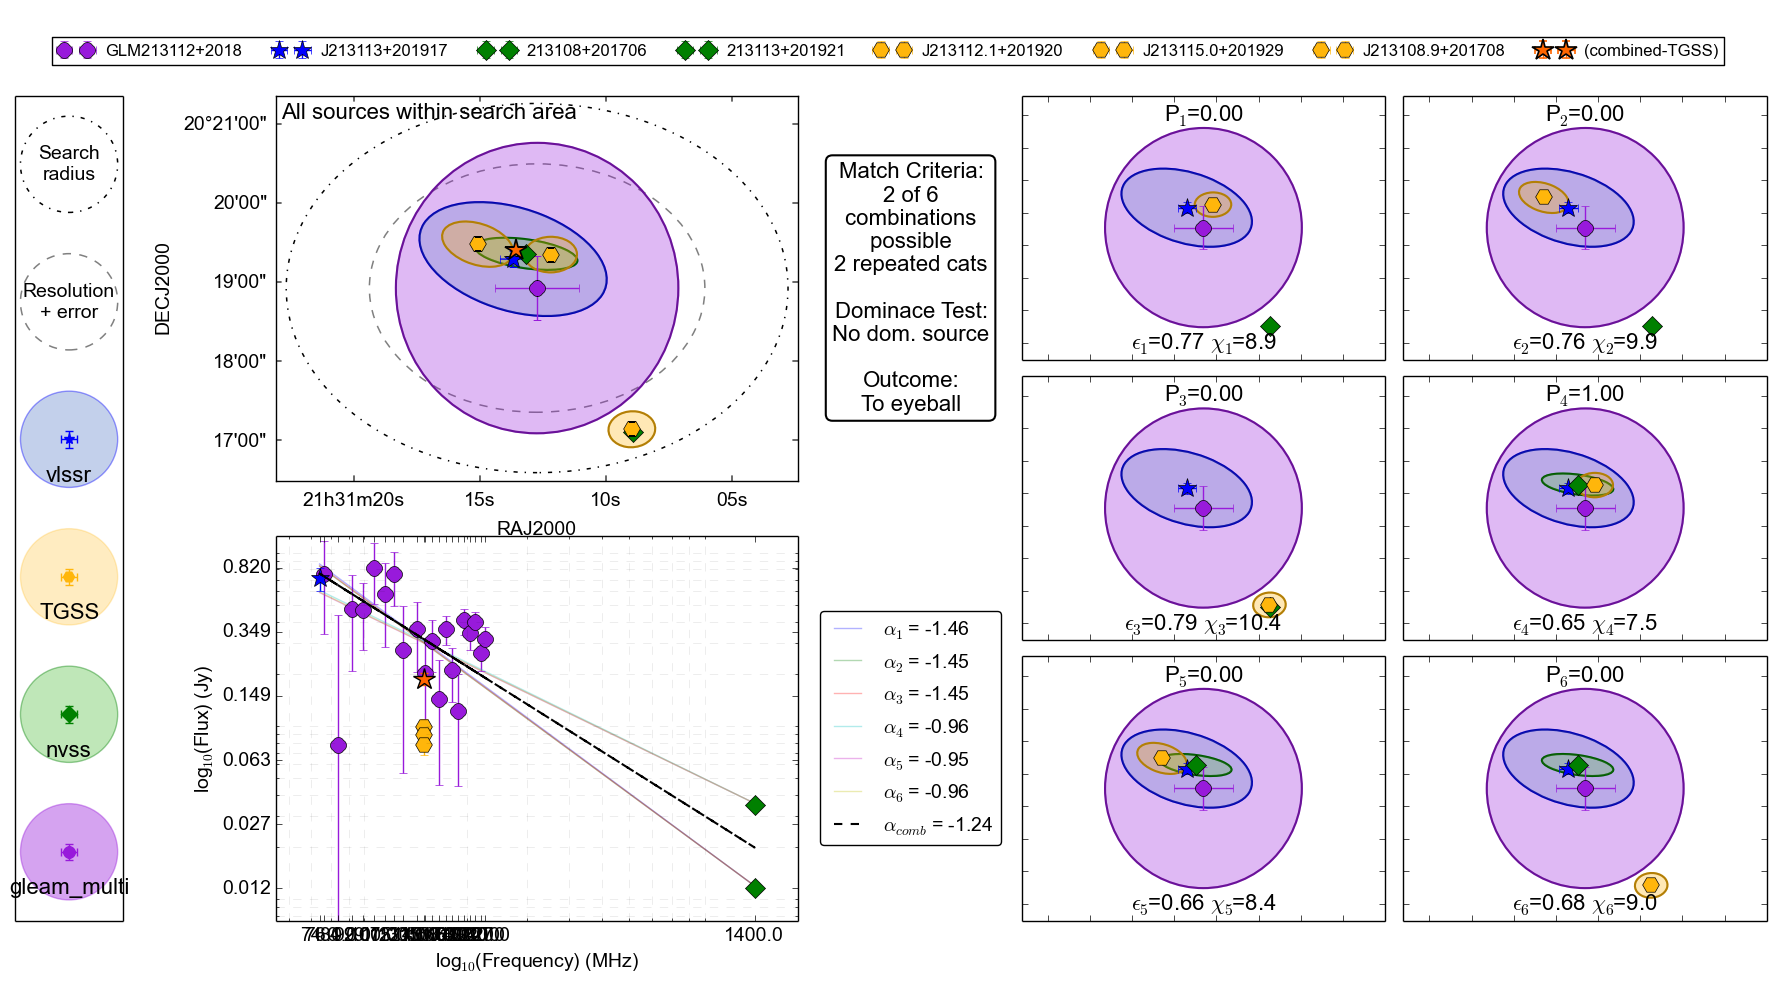 GLM213112+2018 J213113+201917 213108+201706 213113+201921 J213112.1+201920 J213115.0+201929 J213108.9+201708 (combined-TGSS)
Search
radius
Resolution
+ error
vlssr
TGSS
nvss
gleam_multi
All sources within search area
DECJ2000
20°21'00"
20'00"
19'00"
18'00"
17'00"
21h31m20s 15s 10s 05s
RAJ2000
log10(Flux) (Jy)
0.820
0.349
0.149
0.063
0.027
0.012
1400.0
log10(Frequency) (MHz)
Match Criteria:
2 of 6
combinations
possible
2 repeated cats
Dominace Test:
No dom. source
Outcome:
To eyeball
α1 = -1.46
α2 = -1.45
α3 = -1.45
α4 = -0.96
α5 = -0.95
α6 = -0.96
αcomb = -1.24
P1=0.00
ϵ1=0.77 χ1=8.9
P2=0.00
ϵ2=0.76 χ2=9.9
P3=0.00
ϵ3=0.79 χ3=10.4
P4=1.00
ϵ4=0.65 χ4=7.5
P5=0.00
ϵ5=0.66 χ5=8.4
P6=0.00
ϵ6=0.68 χ6=9.0